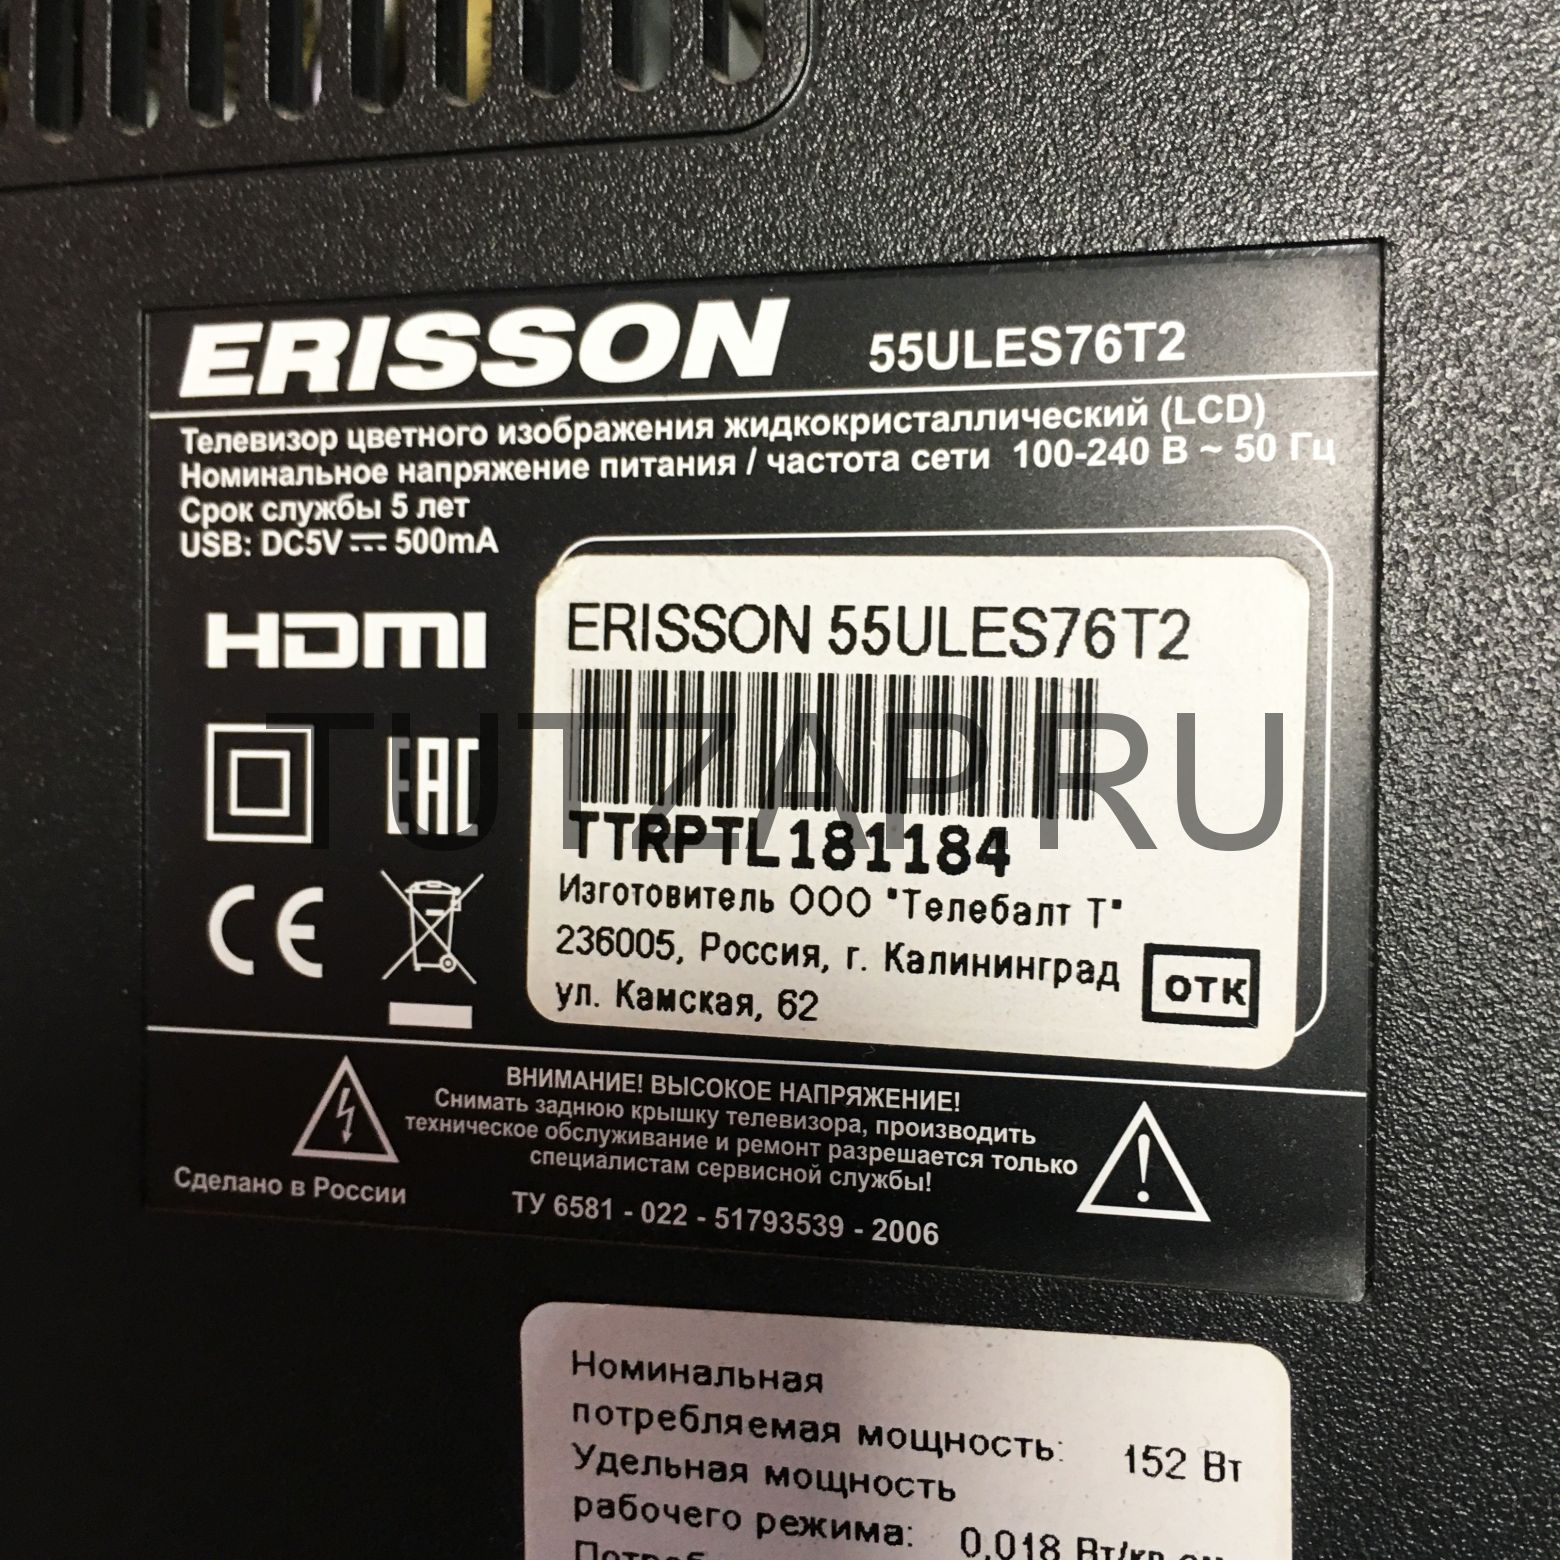 ERISSON 55ULES76T2
Телевизор цветного изображения жидкокристаллический (LCD)
Номинальное напряжение питания / частота сети 100-240 В ~ 50 Гц
Срок службы 5 лет
USB: DC5V 500mA
HDMI
ERISSON 55ULES76T2
TUTZAP.RU
EAC
TTRPTL181184
CE
Изготовитель ООО "Телебалт Т"
236005, Россия, г. Калининград
ул. Камская, 62
ОТК
ВНИМАНИЕ! ВЫСОКОЕ НАПРЯЖЕНИЕ!
Снимать заднюю крышку телевизора, производить
техническое обслуживание и ремонт разрешается только
специалистам сервисной службы!
Сделано в России
ТУ 6581 - 022 - 51793539 - 2006
Номинальная
потребляемая мощность: 152 Вт
Удельная мощность
рабочего режима: 0,018